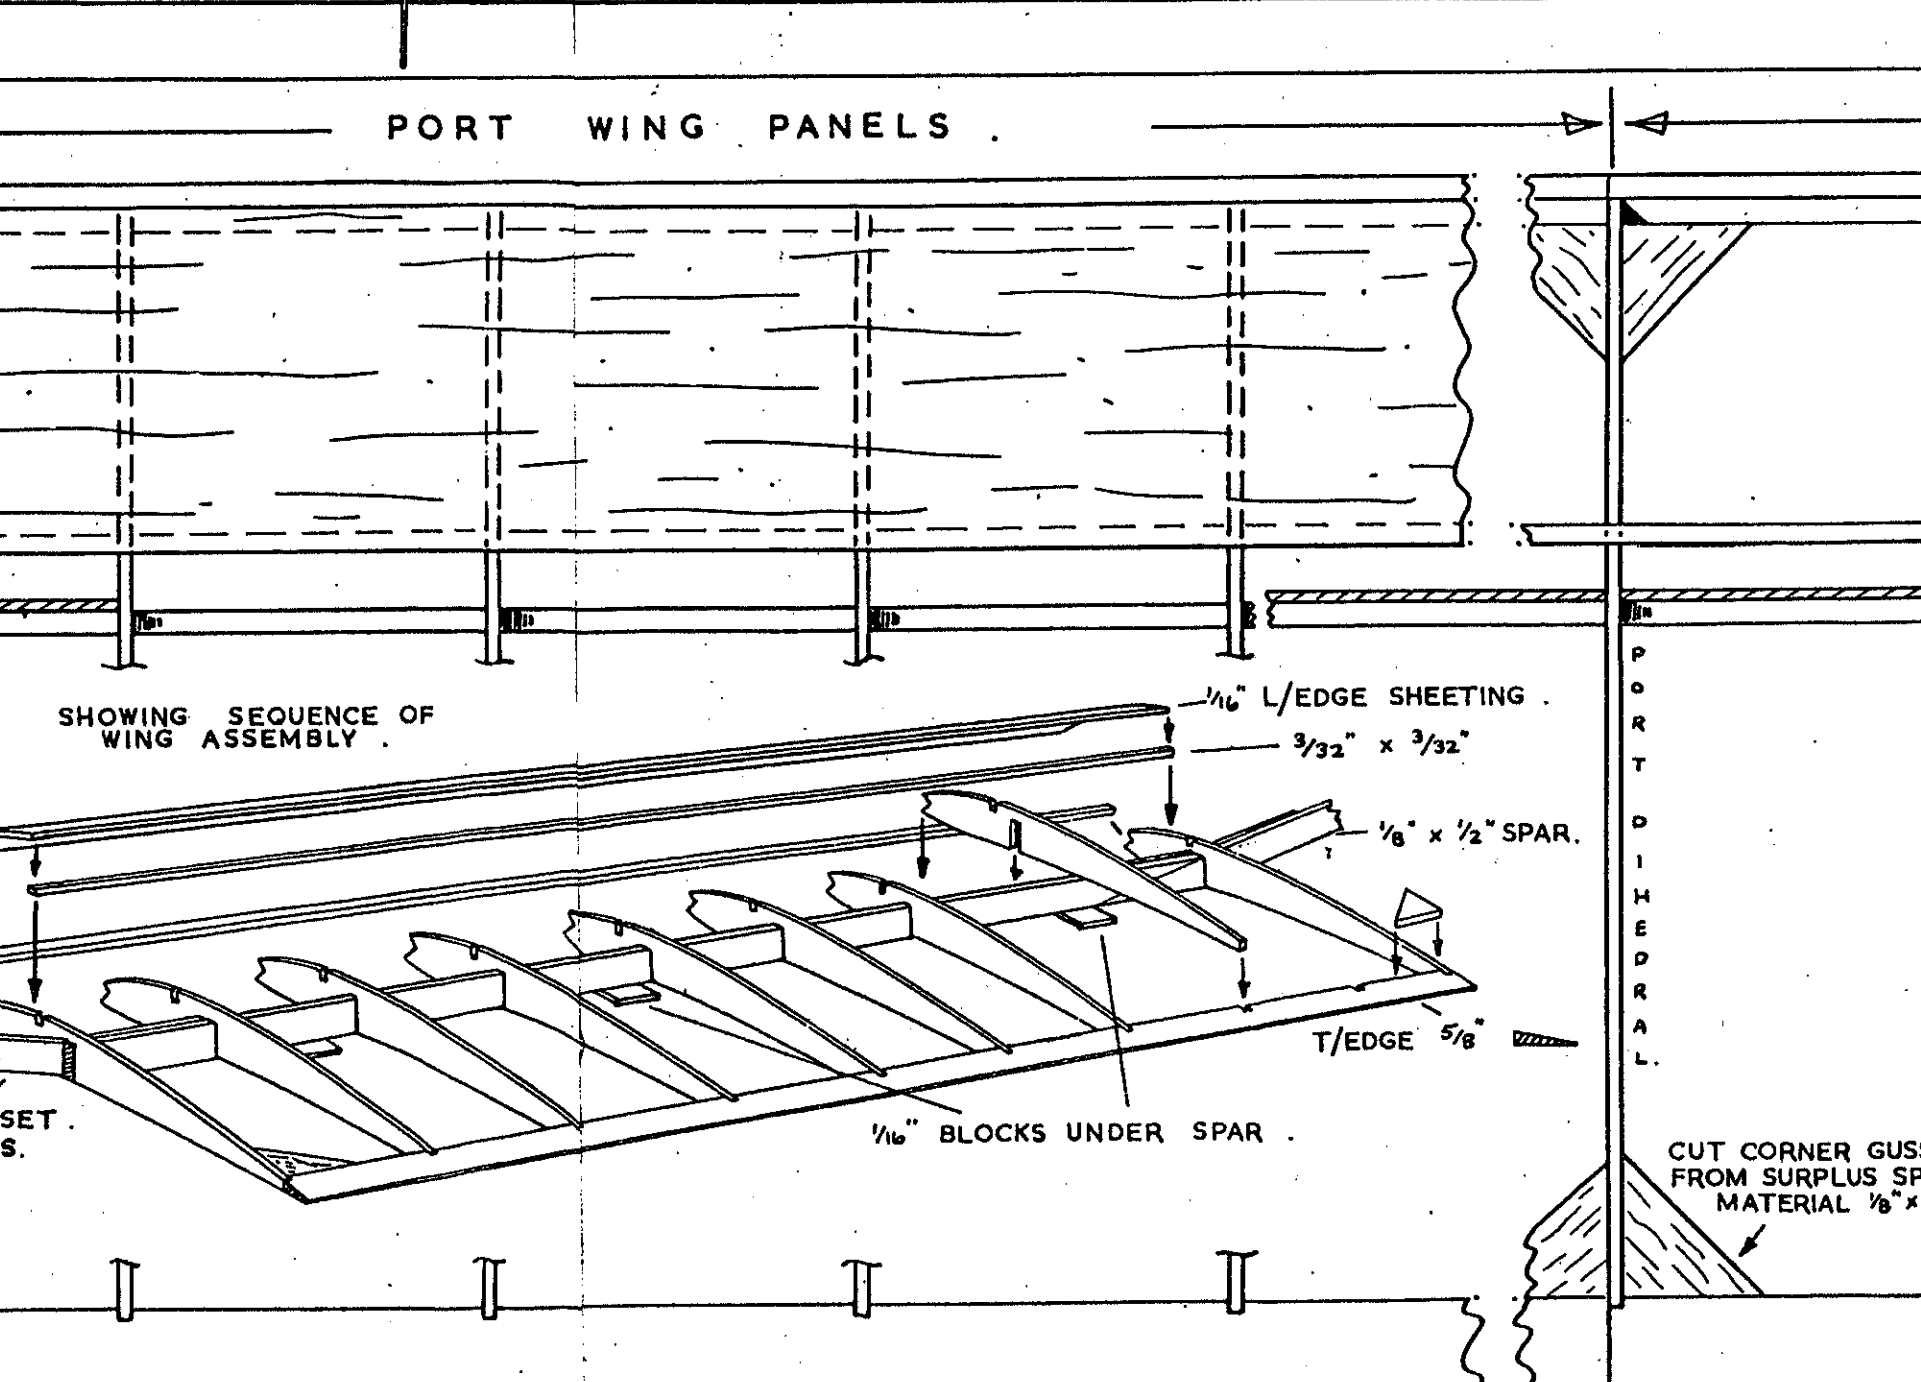 PORT WING PANELS .
SHOWING SEQUENCE OF
WING ASSEMBLY .
1/16" L/EDGE SHEETING .
3/32" x 3/32"
1/8" x 1/2" SPAR.
T/EDGE 5/8"
1/16" BLOCKS UNDER SPAR .
SET .
S.
PORT DIHEDRAL.
CUT CORNER GUSS
FROM SURPLUS SP
MATERIAL 1/8" x